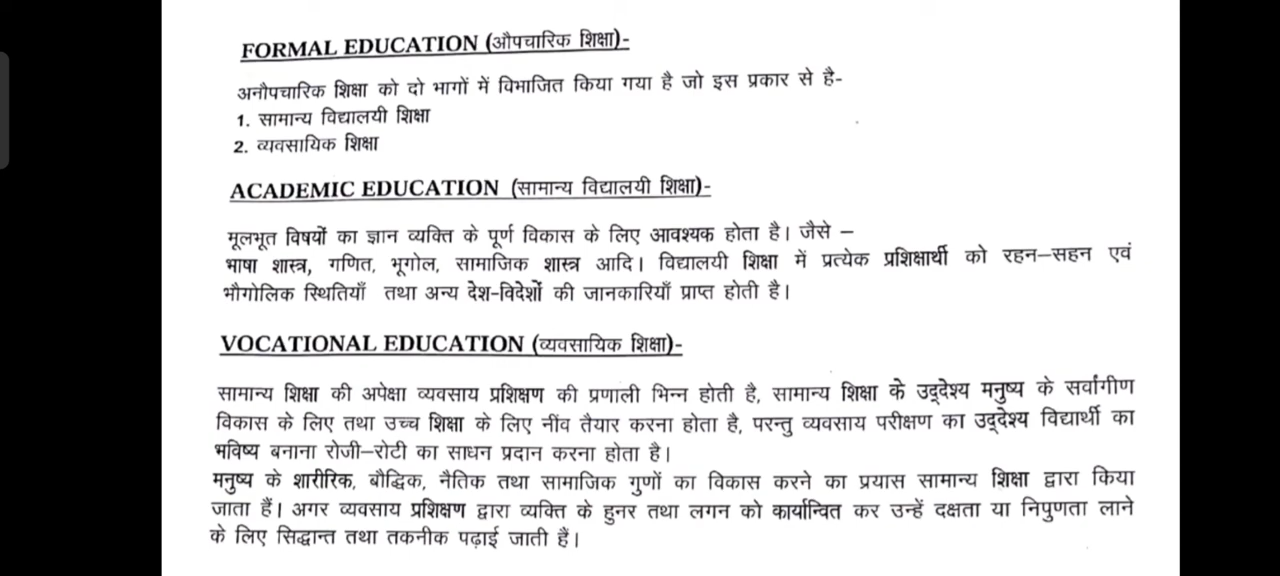 FORMAL EDUCATION (औपचारिक शिक्षा)-
अनौपचारिक शिक्षा को दो भागों में विभाजित किया गया है जो इस प्रकार से है-
1. सामान्य विद्यालयी शिक्षा
2. व्यवसायिक शिक्षा
ACADEMIC EDUCATION (सामान्य विद्यालयी शिक्षा)-
मूलभूत विषयों का ज्ञान व्यक्ति के पूर्ण विकास के लिए आवश्यक होता है। जैसे –
भाषा शास्त्र, गणित, भूगोल, सामाजिक शास्त्र आदि। विद्यालयी शिक्षा में प्रत्येक प्रशिक्षार्थी को रहन–सहन एवं
भौगोलिक स्थितियाँ तथा अन्य देश-विदेशों की जानकारियाँ प्राप्त होती है।
VOCATIONAL EDUCATION (व्यवसायिक शिक्षा)-
सामान्य शिक्षा की अपेक्षा व्यवसाय प्रशिक्षण की प्रणाली भिन्न होती है, सामान्य शिक्षा के उद्देश्य मनुष्य के सर्वांगीण
विकास के लिए तथा उच्च शिक्षा के लिए नींव तैयार करना होता है, परन्तु व्यवसाय परीक्षण का उद्देश्य विद्यार्थी का
भविष्य बनाना रोजी–रोटी का साधन प्रदान करना होता है।
मनुष्य के शारीरिक, बौद्धिक, नैतिक तथा सामाजिक गुणों का विकास करने का प्रयास सामान्य शिक्षा द्वारा किया
जाता हैं। अगर व्यवसाय प्रशिक्षण द्वारा व्यक्ति के हुनर तथा लगन को कार्यान्वित कर उन्हें दक्षता या निपुणता लाने
के लिए सिद्धान्त तथा तकनीक पढ़ाई जाती हैं।